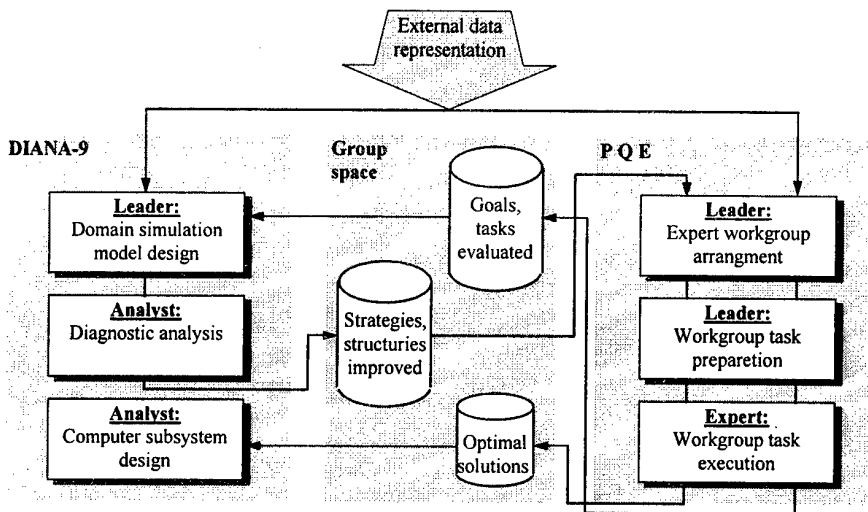 External data
representation
DIANA-9
Group
space
P Q E
Leader:
Domain simulation
model design
Analyst:
Diagnostic analysis
Analyst:
Computer subsystem
design
Goals,
tasks
evaluated
Strategies,
structuries
improved
Optimal
solutions
Leader:
Expert workgroup
arrangment
Leader:
Workgroup task
preparetion
Expert:
Workgroup task
execution